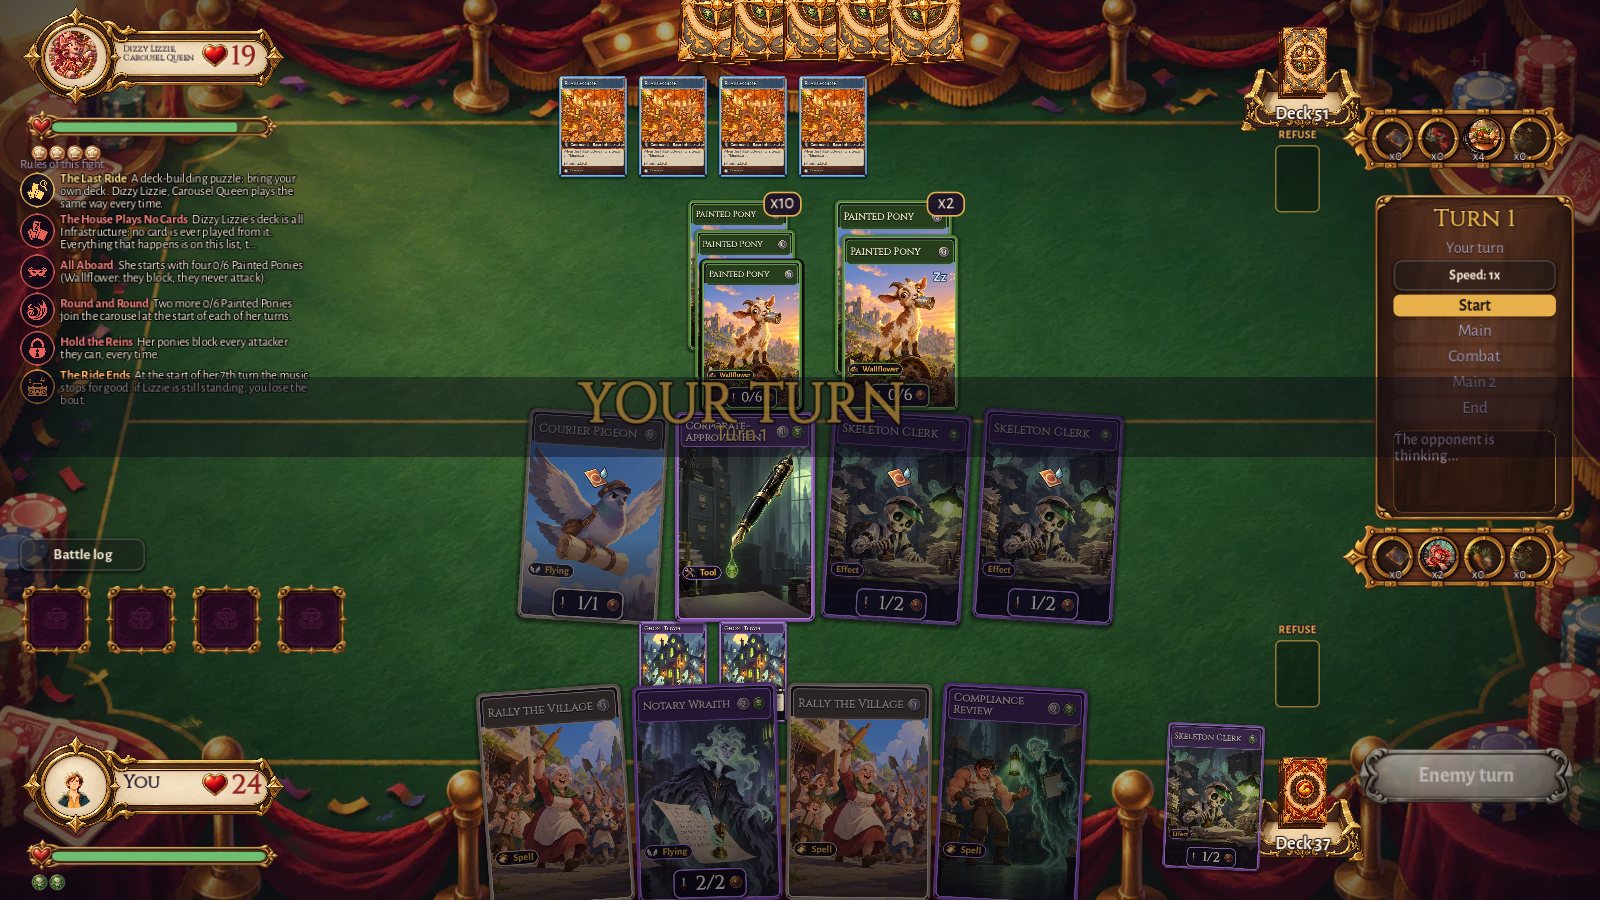 Dizzy Lizzie,
Carousel Queen
19
Rules of this fight
The Last Ride A deck-building puzzle: bring your
own deck. Dizzy Lizzie, Carousel Queen plays the
same way every time.
The House Plays No Cards Dizzy Lizzie's deck is all
Infrastructure; no card is ever played from it.
Everything that happens is on this list, t...
All Aboard She starts with four 0/6 Painted Ponies
(Wallflower: they block, they never attack).
Round and Round Two more 0/6 Painted Ponies
join the carousel at the start of each of her turns.
Hold the Reins Her ponies block every attacker
they can, every time.
The Ride Ends At the start of her 7th turn the music
stops for good: if Lizzie is still standing, you lose the
bout.
Deck 51
REFUSE
+1
x0
x0
x4
x0
x10
Painted Pony
Painted Pony
Painted Pony
Wallflower
0/6
x2
Painted Pony
Painted Pony
Zz
Wallflower
0/6
Turn 1
Your turn
Speed: 1x
Start
Main
Combat
Main 2
End
The opponent is
thinking...
YOUR TURN
Turn 1
Courier Pigeon
Flying
1/1
Corporate-
Tool
Skeleton Clerk
Effect
1/2
Skeleton Clerk
Effect
1/2
Battle log
x0
x2
x0
x0
REFUSE
Ghost Town
Ghost Town
Rally the Village
Spell
Notary Wraith
Flying
2/2
Rally the Village
Spell
Compliance
Review
Spell
Skeleton Clerk
Effect
1/2
Deck 37
Enemy turn
You
24